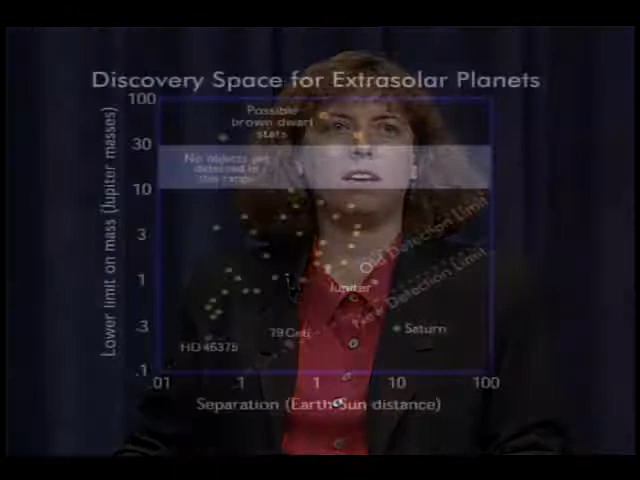 Discovery Space for Extrasolar Planets
Lower limit on mass (Jupiter masses)
100
30
10
3
1
.3
.1
Possible
brown dwarf
stars
No objects yet
detected in
this range
Old Detection Limit
New Detection Limit
Jupiter
Saturn
79 Ceti
HD 46375
.01
.1
1
10
100
Separation (Earth-Sun distance)